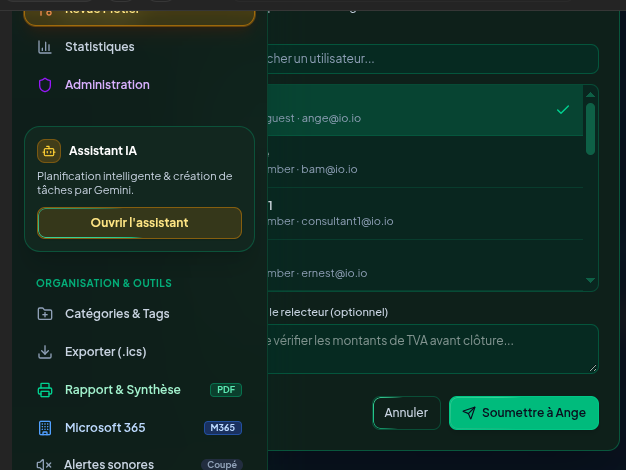 Statistiques
Administration
Assistant IA
Planification intelligente & création de
tâches par Gemini.
Ouvrir l'assistant
ORGANISATION & OUTILS
Catégories & Tags
Exporter (.ics)
Rapport & Synthèse PDF
Microsoft 365 M365
Alertes sonores Coupé
cher un utilisateur...
guest · ange@io.io
mber · bam@io.io
1
mber · consultant1@io.io
mber · ernest@io.io
le relecteur (optionnel)
e vérifier les montants de TVA avant clôture...
Annuler
Soumettre à Ange